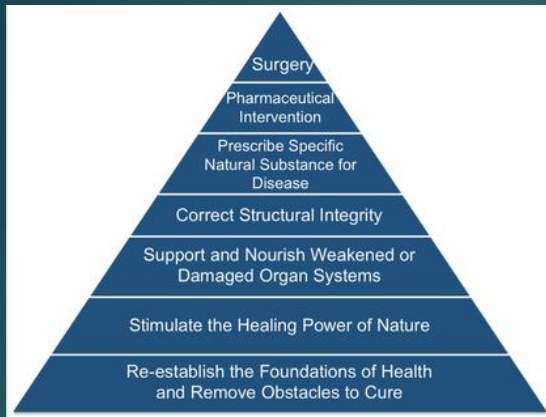 Surgery
Pharmaceutical
Intervention
Prescribe Specific
Natural Substance for
Disease
Correct Structural Integrity
Support and Nourish Weakened or
Damaged Organ Systems
Stimulate the Healing Power of Nature
Re-establish the Foundations of Health
and Remove Obstacles to Cure